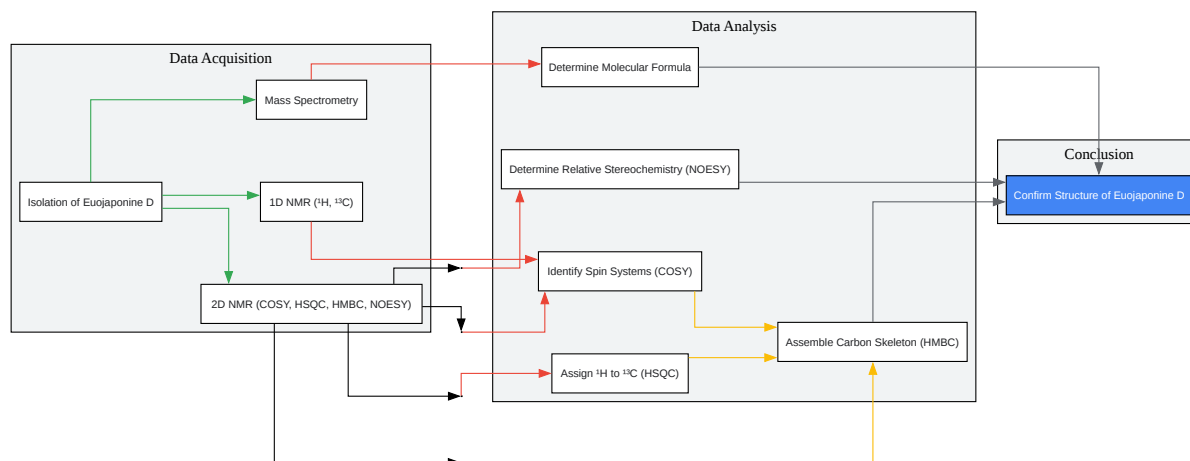 Data Acquisition
Mass Spectrometry
Isolation of Euojaponine D
1D NMR (¹H, ¹³C)
2D NMR (COSY, HSQC, HMBC, NOESY)
Data Analysis
Determine Molecular Formula
Determine Relative Stereochemistry (NOESY)
Identify Spin Systems (COSY)
Assemble Carbon Skeleton (HMBC)
Assign ¹H to ¹³C (HSQC)
Conclusion
Confirm Structure of Euojaponine D